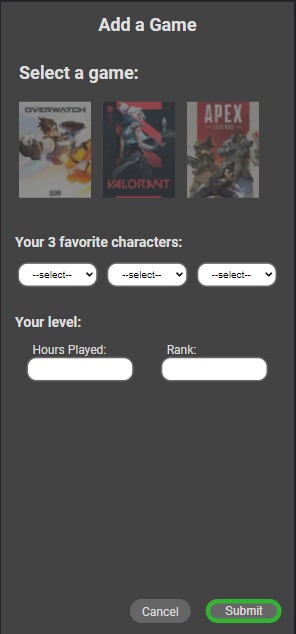 Add a Game
Select a game:
OVERWATCH
VALORANT
APEX
LEGENDS
Your 3 favorite characters:
--select-- --select-- --select--
Your level:
Hours Played: Rank:
Cancel Submit